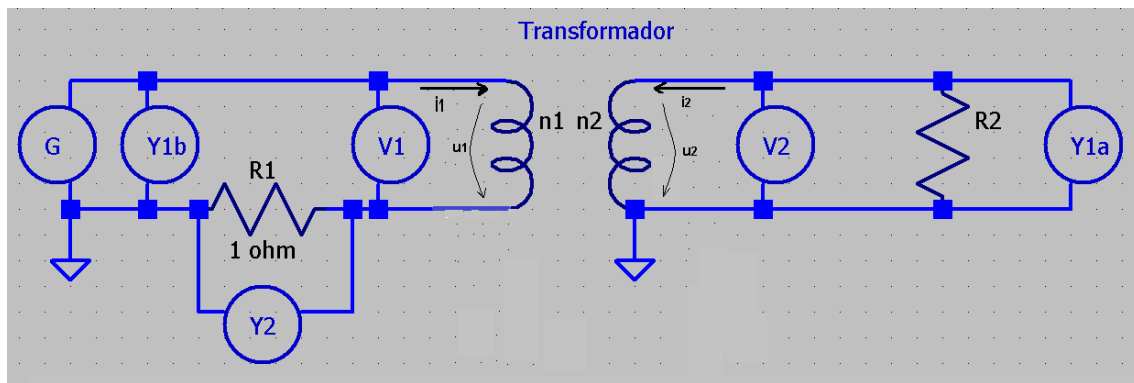 Transformador
G
Y1b
V1
i1
u1
n1
n2
i2
u2
V2
R2
Y1a
R1
1 ohm
Y2